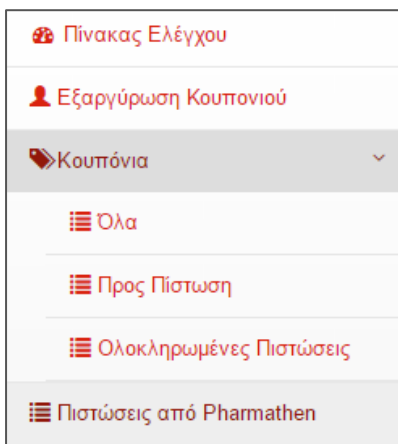 Πίνακας Ελέγχου
Εξαργύρωση Κουπονιού
Κουπόνια
Όλα
Προς Πίστωση
Ολοκληρωμένες Πιστώσεις
Πιστώσεις από Pharmathen